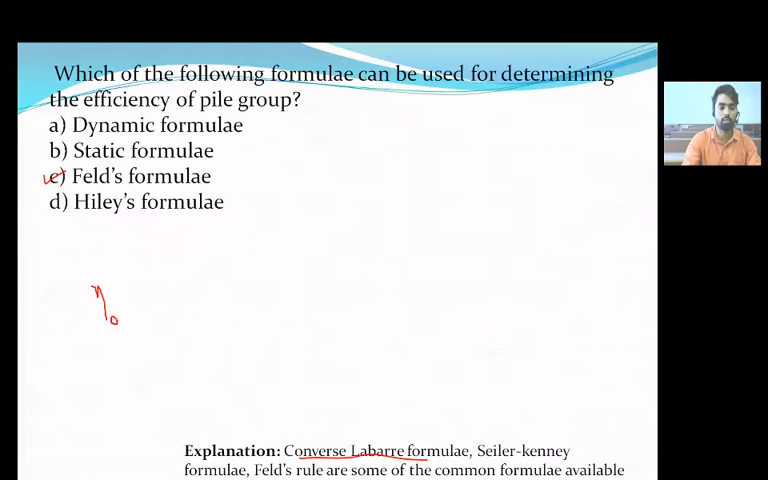 Which of the following formulae can be used for determining
the efficiency of pile group?
a) Dynamic formulae
b) Static formulae
c) Feld's formulae
d) Hiley's formulae
η
Explanation: Converse Labarre formulae, Seiler-kenney
formulae, Feld's rule are some of the common formulae available